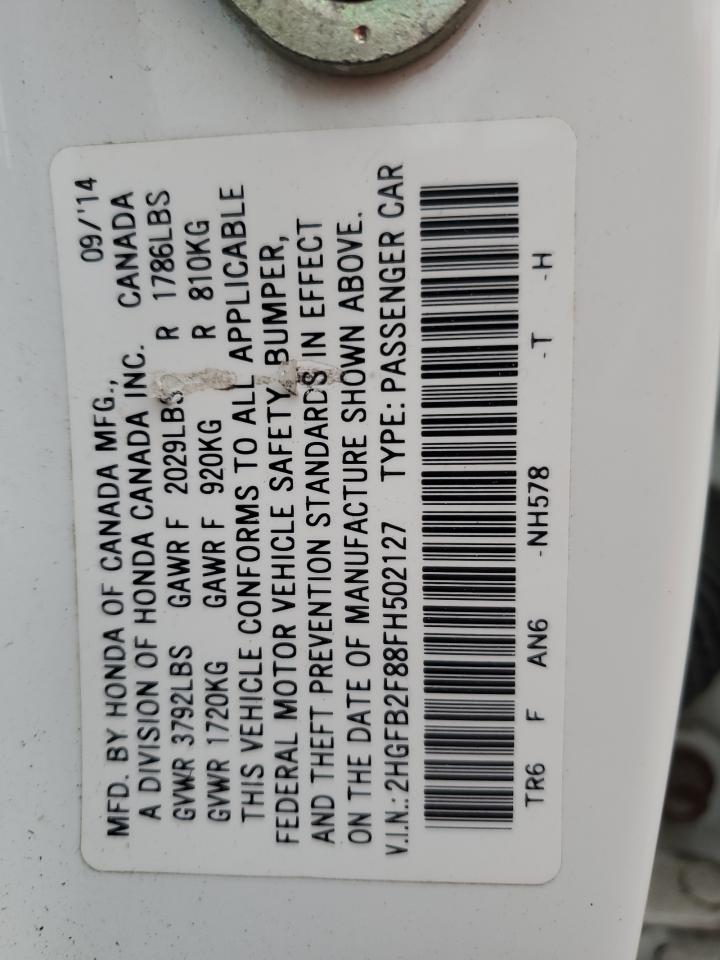 09/'14
MFD. BY HONDA OF CANADA MFG.,
A DIVISION OF HONDA CANADA INC. CANADA
GVWR 3792LBS GAWR F 2029LBS R 1786LBS
GVWR 1720KG GAWR F 920KG R 810KG
THIS VEHICLE CONFORMS TO ALL APPLICABLE
FEDERAL MOTOR VEHICLE SAFETY, BUMPER,
AND THEFT PREVENTION STANDARDS IN EFFECT
ON THE DATE OF MANUFACTURE SHOWN ABOVE.
V.I.N.: 2HGFB2F88FH502127 TYPE: PASSENGER CAR
TR6 F AN6 -NH578 -T -H